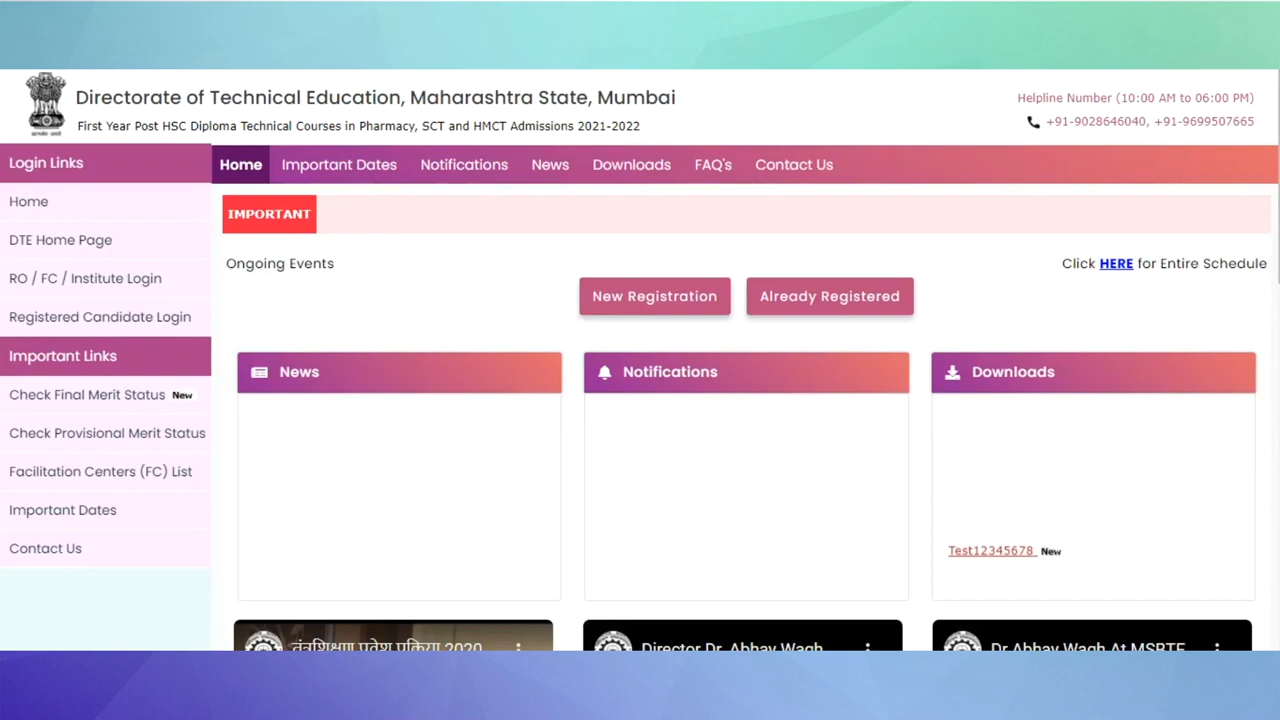 Directorate of Technical Education, Maharashtra State, Mumbai
First Year Post HSC Diploma Technical Courses in Pharmacy, SCT and HMCT Admissions 2021-2022
Helpline Number (10:00 AM to 06:00 PM)
+91-9028646040, +91-9699507665
Login Links
Home
DTE Home Page
RO / FC / Institute Login
Registered Candidate Login
Important Links
Check Final Merit Status New
Check Provisional Merit Status
Facilitation Centers (FC) List
Important Dates
Contact Us
Home Important Dates Notifications News Downloads FAQ's Contact Us
IMPORTANT
Ongoing Events
Click HERE for Entire Schedule
New Registration Already Registered
News
Notifications
Downloads
Test12345678 New
तंत्रशिक्षण प्रवेश प्रक्रिया 2020
Director Dr. Abhay Wagh
Dr Abhay Wagh At MSBTE